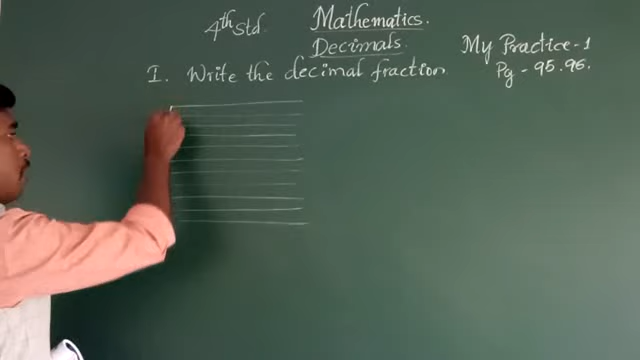 4th Std. Mathematics.
Decimals.
My Practice-1
Pg - 95.96.
I. Write the decimal fraction